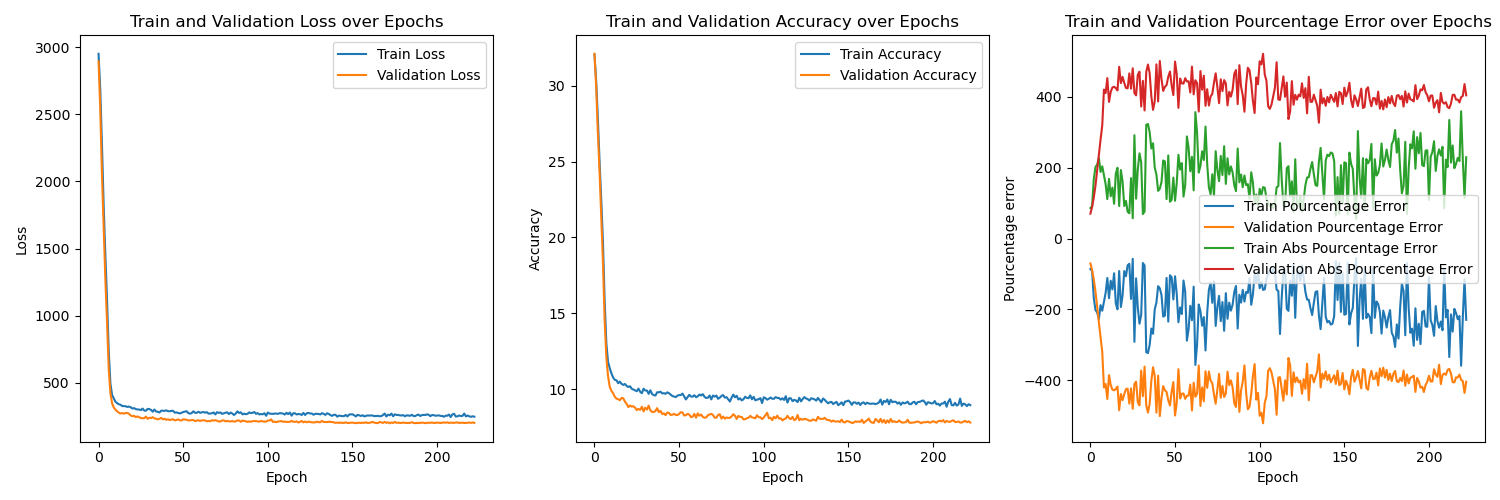 Train and Validation Loss over Epochs
Train Loss
Validation Loss
3000
2500
2000
1500
1000
500
Loss
0
50
100
150
200
Epoch
Train and Validation Accuracy over Epochs
Train Accuracy
Validation Accuracy
30
25
20
15
10
Accuracy
0
50
100
150
200
Epoch
Train and Validation Pourcentage Error over Epochs
400
200
0
−200
−400
Pourcentage error
Train Pourcentage Error
Validation Pourcentage Error
Train Abs Pourcentage Error
Validation Abs Pourcentage Error
0
50
100
150
200
Epoch